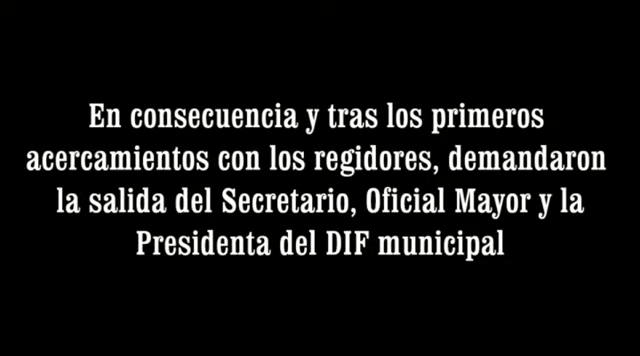 En consecuencia y tras los primeros
acercamientos con los regidores, demandaron
la salida del Secretario, Oficial Mayor y la
Presidenta del DIF municipal